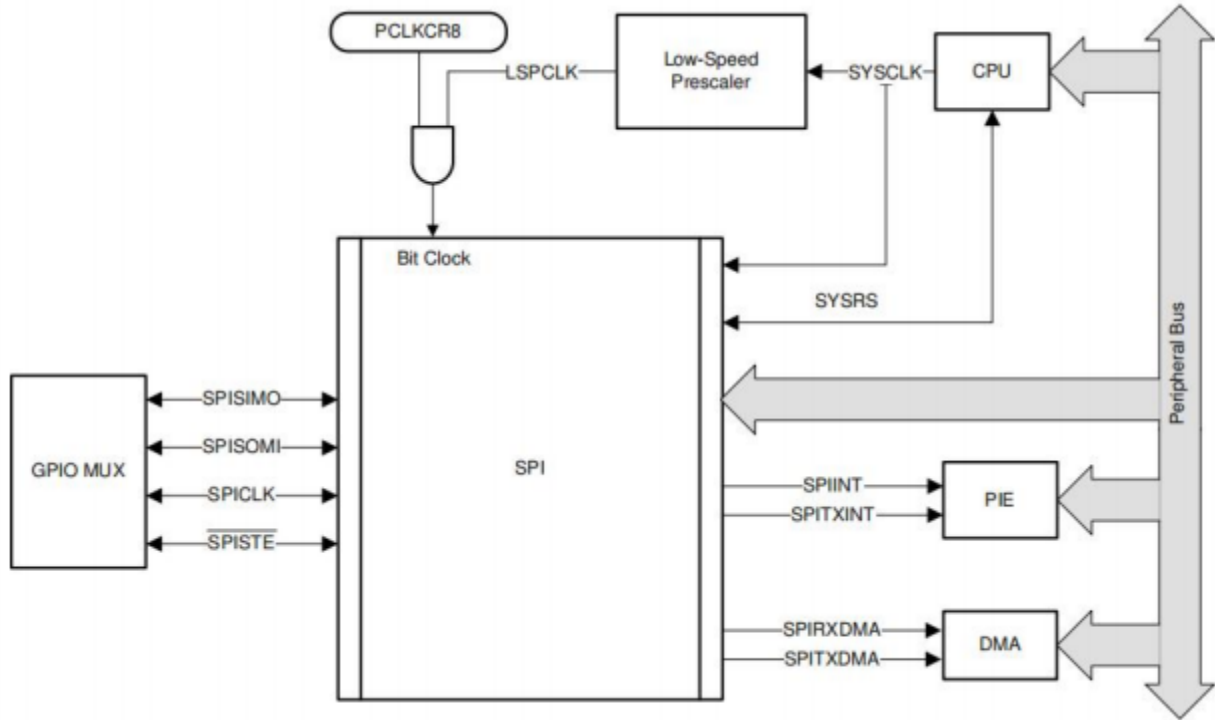 PCLKCR8
LSPCLK
Low-Speed
Prescaler
SYSCLK
CPU
Bit Clock
SYSRS
Peripheral Bus
GPIO MUX
SPISIMO
SPISOMI
SPICLK
SPISTE
SPI
SPIINT
SPITXINT
PIE
SPIRXDMA
SPITXDMA
DMA